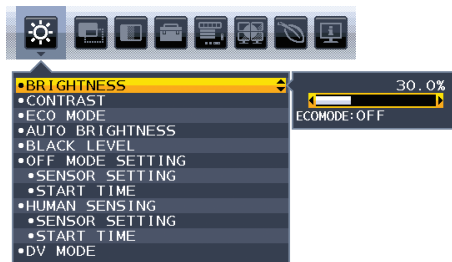 •BRIGHTNESS
30.0%
•CONTRAST
•ECO MODE
ECOMODE:OFF
•AUTO BRIGHTNESS
•BLACK LEVEL
•OFF MODE SETTING
•SENSOR SETTING
•START TIME
•HUMAN SENSING
•SENSOR SETTING
•START TIME
•DV MODE